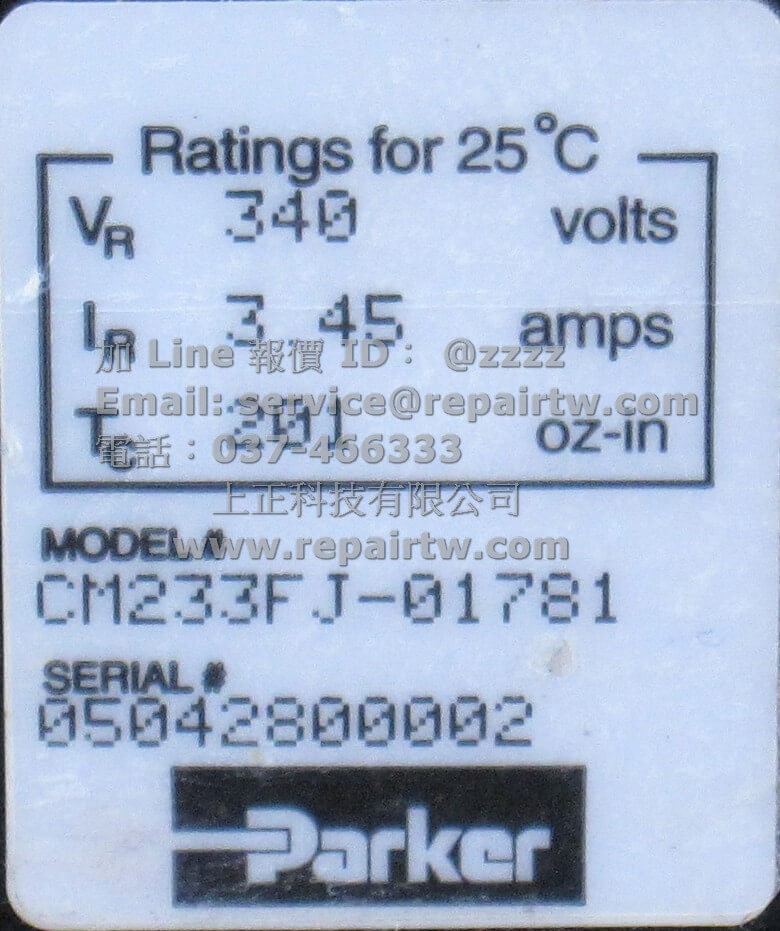 Ratings for 25°C
VR 340 volts
IR 3.45 amps
加 Line 報價 ID： @zzzz
Email: service@repairtw.com
Tc 201 oz-in
電話：037-466333
上正科技有限公司
MODEL#
www.repairtw.com
CM233FJ-01781
SERIAL #
05042800002
Parker